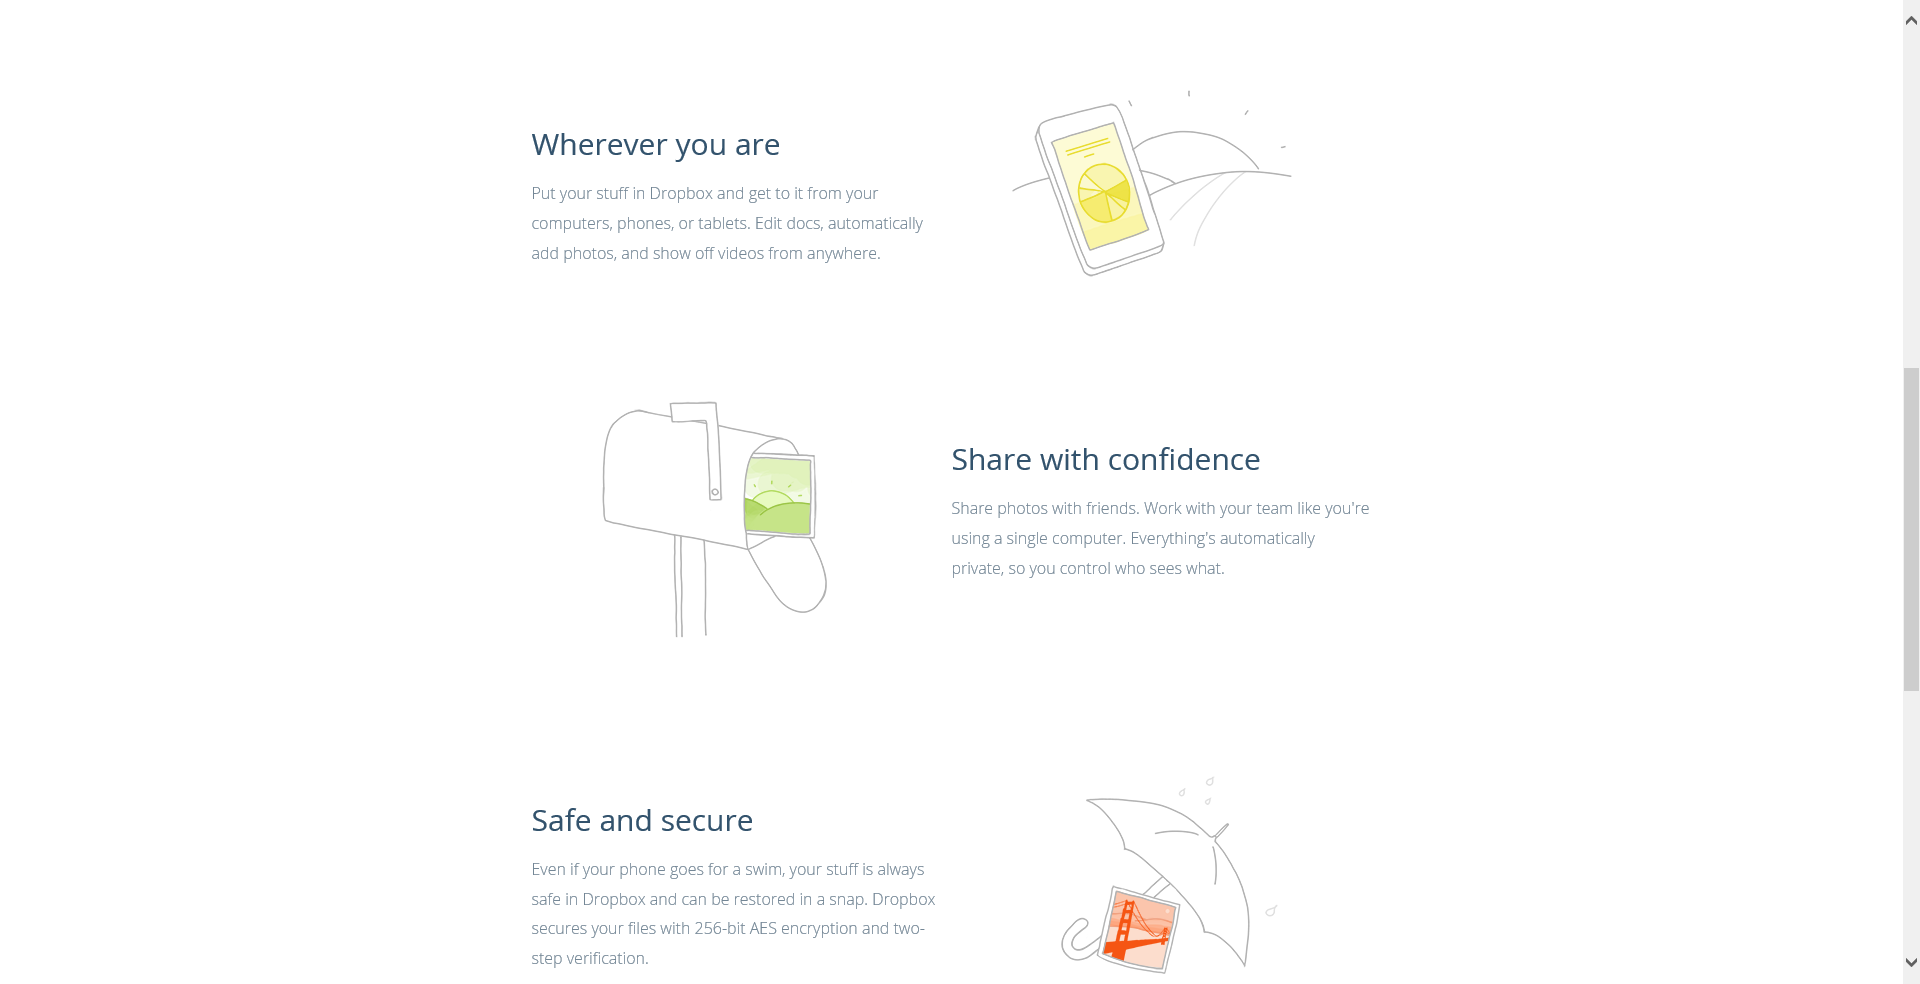 Wherever you are
Put your stuff in Dropbox and get to it from your
computers, phones, or tablets. Edit docs, automatically
add photos, and show off videos from anywhere.
Share with confidence
Share photos with friends. Work with your team like you're
using a single computer. Everything's automatically
private, so you control who sees what.
Safe and secure
Even if your phone goes for a swim, your stuff is always
safe in Dropbox and can be restored in a snap. Dropbox
secures your files with 256-bit AES encryption and two-
step verification.